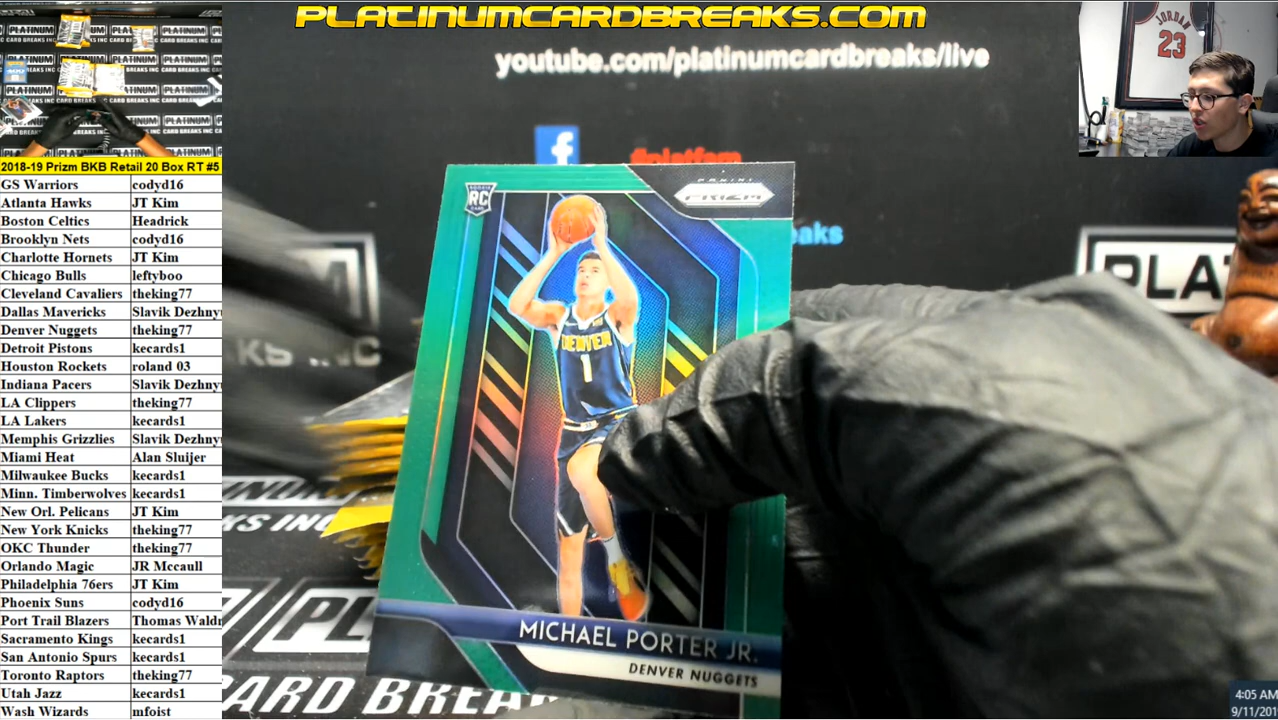 PLATINUMCARDBREAKS.COM
youtube.com/platinumcardbreaks/live
JORDAN
23
2018-19 Prizm BKB Retail 20 Box RT #5
GS Warriors codyd16
Atlanta Hawks JT Kim
Boston Celtics Headrick
Brooklyn Nets codyd16
Charlotte Hornets JT Kim
Chicago Bulls leftyboo
Cleveland Cavaliers theking77
Dallas Mavericks Slavik Dezhny
Denver Nuggets theking77
Detroit Pistons kecards1
Houston Rockets roland 03
Indiana Pacers Slavik Dezhny
LA Clippers theking77
LA Lakers kecards1
Memphis Grizzlies Slavik Dezhny
Miami Heat Alan Sluijer
Milwaukee Bucks kecards1
Minn. Timberwolves kecards1
New Orl. Pelicans JT Kim
New York Knicks theking77
OKC Thunder theking77
Orlando Magic JR Mccaull
Philadelphia 76ers JT Kim
Phoenix Suns codyd16
Port Trail Blazers Thomas Waldr
Sacramento Kings kecards1
San Antonio Spurs kecards1
Toronto Raptors theking77
Utah Jazz kecards1
Wash Wizards mfoist
f
RC
PANINI
PRIZM
DENVER
1
MICHAEL PORTER JR.
DENVER NUGGETS
PLA
CARD BREA
4:05 AM
9/11/201